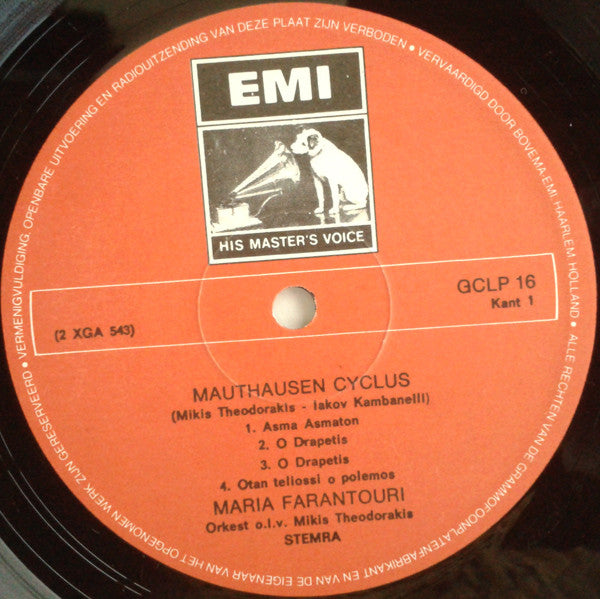 EMI
HIS MASTER'S VOICE
GCLP 16
Kant 1
(2 XGA 543)
MAUTHAUSEN CYCLUS
(Mikis Theodorakis - Iakov Kambanelli)
1. Asma Asmaton
2. O Drapetis
3. O Drapetis
4. Otan teliossi o polemos
MARIA FARANTOURI
Orkest o.l.v. Mikis Theodorakis
STEMRA
VERMENIGVULDIGING, OPENBARE UITVOERING EN RADIOUITZENDING VAN DEZE PLAAT ZIJN VERBODEN • VERVAARDIGD DOOR BOVEMA/EMI, HAARLEM, HOLLAND • ALLE RECHTEN VAN DE GRAMMOFOONPLATENFABRIKANT EN VAN DE EIGENAAR VAN HET OPGENOMEN WERK ZIJN GERESERVEERD •